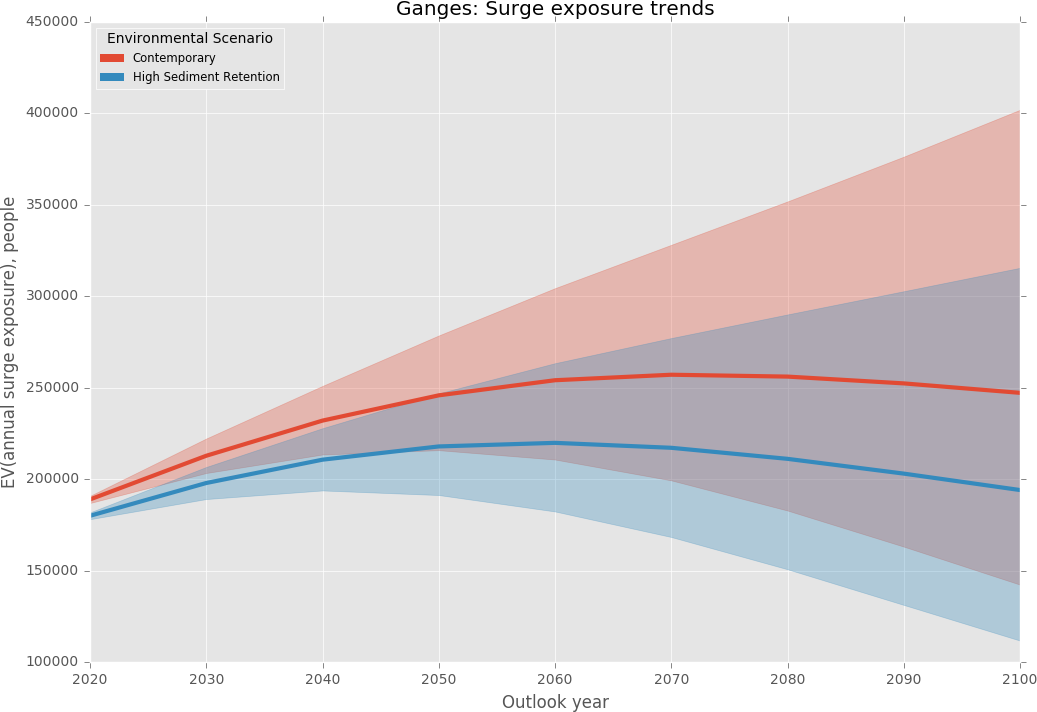 Ganges: Surge exposure trends
Environmental Scenario
Contemporary
High Sediment Retention
EV(annual surge exposure), people
450000
400000
350000
300000
250000
200000
150000
100000
2020 2030 2040 2050 2060 2070 2080 2090 2100
Outlook year